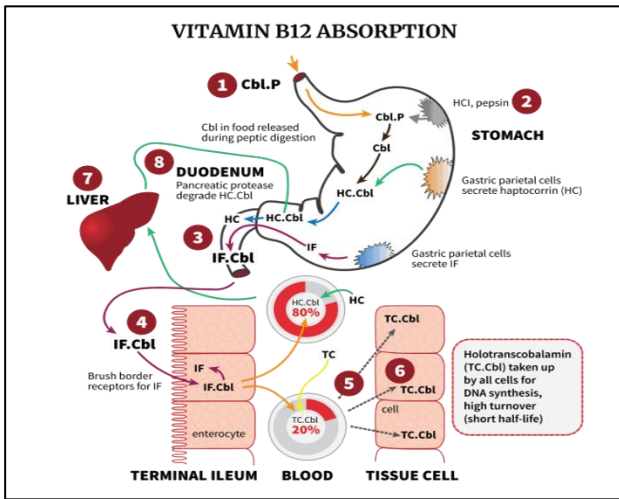 VITAMIN B12 ABSORPTION
1 Cbl.P
Cbl.P
HCl, pepsin 2
STOMACH
Cbl in food released
during peptic digestion
Cbl
8
DUODENUM
Pancreatic protease
degrade HC.Cbl
HC.Cbl
Gastric parietal cells
secrete haptocorrin (HC)
7
LIVER
HC
HC.Cbl
3
IF.Cbl
IF
Gastric parietal cells
secrete IF
HC.Cbl
80%
HC
4
IF.Cbl
Brush border
receptors for IF
IF
IF.Cbl
enterocyte
TC
TC.Cbl
20%
5
TC.Cbl
6
TC.Cbl
cell
TC.Cbl
Holotranscobalamin
(TC.Cbl) taken up
by all cells for
DNA synthesis,
high turnover
(short half-life)
TERMINAL ILEUM
BLOOD
TISSUE CELL